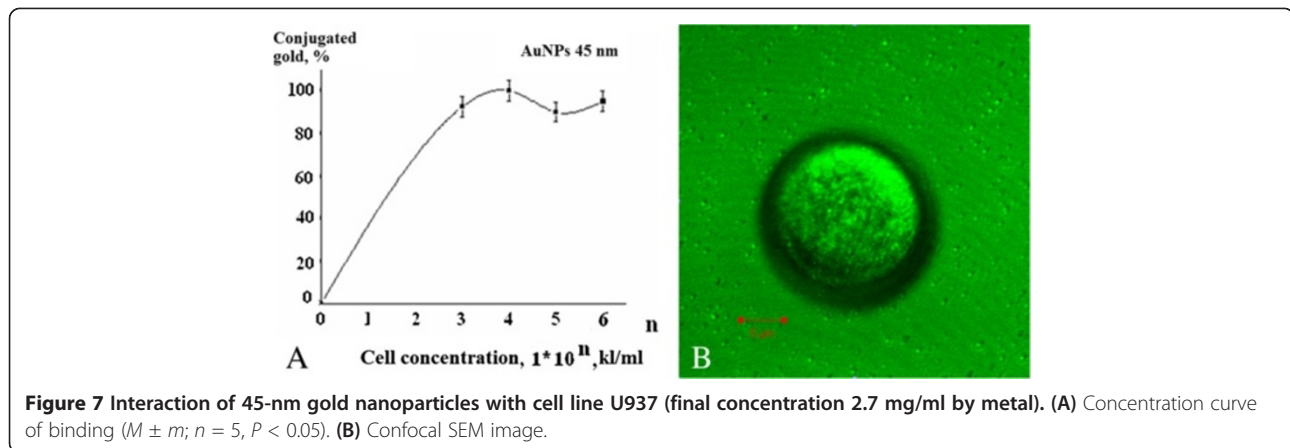 Conjugated
gold, %
AuNPs 45 nm
100
80
60
40
20
0
0 1 2 3 4 5 6 n
Cell concentration, 1*10ⁿ, kl/ml
A
B
Figure 7 Interaction of 45-nm gold nanoparticles with cell line U937 (final concentration 2.7 mg/ml by metal). (A) Concentration curve
of binding (M ± m; n = 5, P < 0.05). (B) Confocal SEM image.